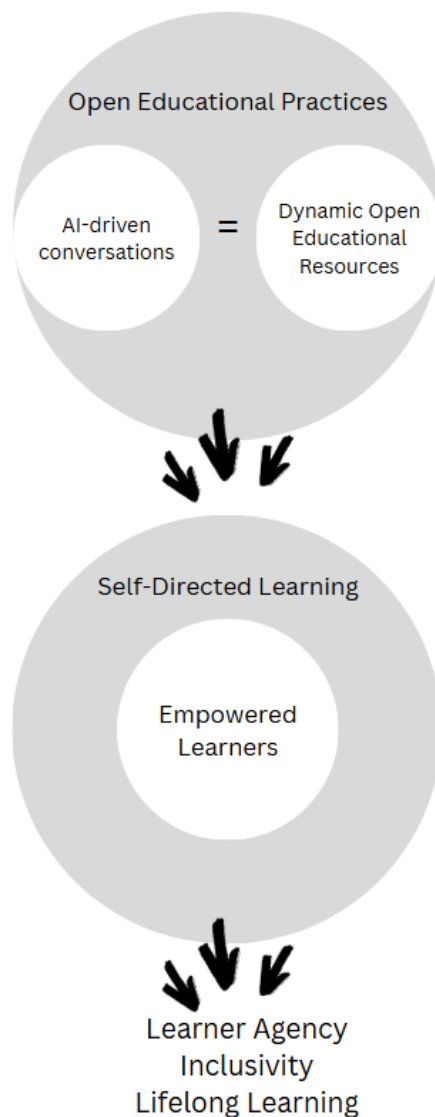 Open Educational Practices
AI-driven
conversations
=
Dynamic Open
Educational
Resources
Self-Directed Learning
Empowered
Learners
Learner Agency
Inclusivity
Lifelong Learning